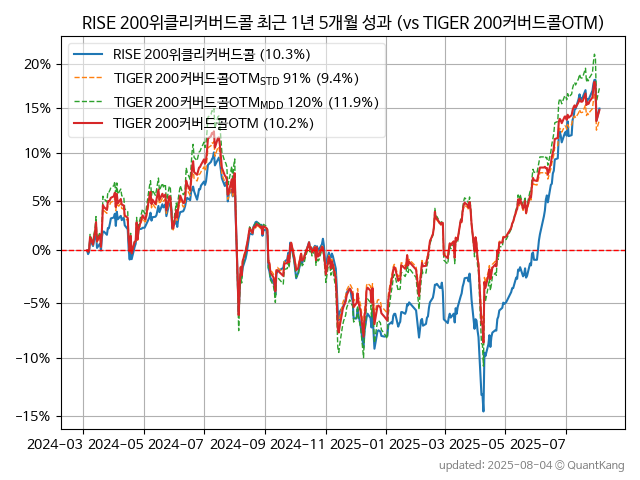 RISE 200위클리커버드콜 최근 1년 5개월 성과 (vs TIGER 200커버드콜OTM)
RISE 200위클리커버드콜 (10.3%)
TIGER 200커버드콜OTM_STD 91% (9.4%)
TIGER 200커버드콜OTM_MDD 120% (11.9%)
TIGER 200커버드콜OTM (10.2%)
20%
15%
10%
5%
0%
−5%
−10%
−15%
2024-03 2024-05 2024-07 2024-09 2024-11 2025-01 2025-03 2025-05 2025-07
updated: 2025-08-04 © QuantKang